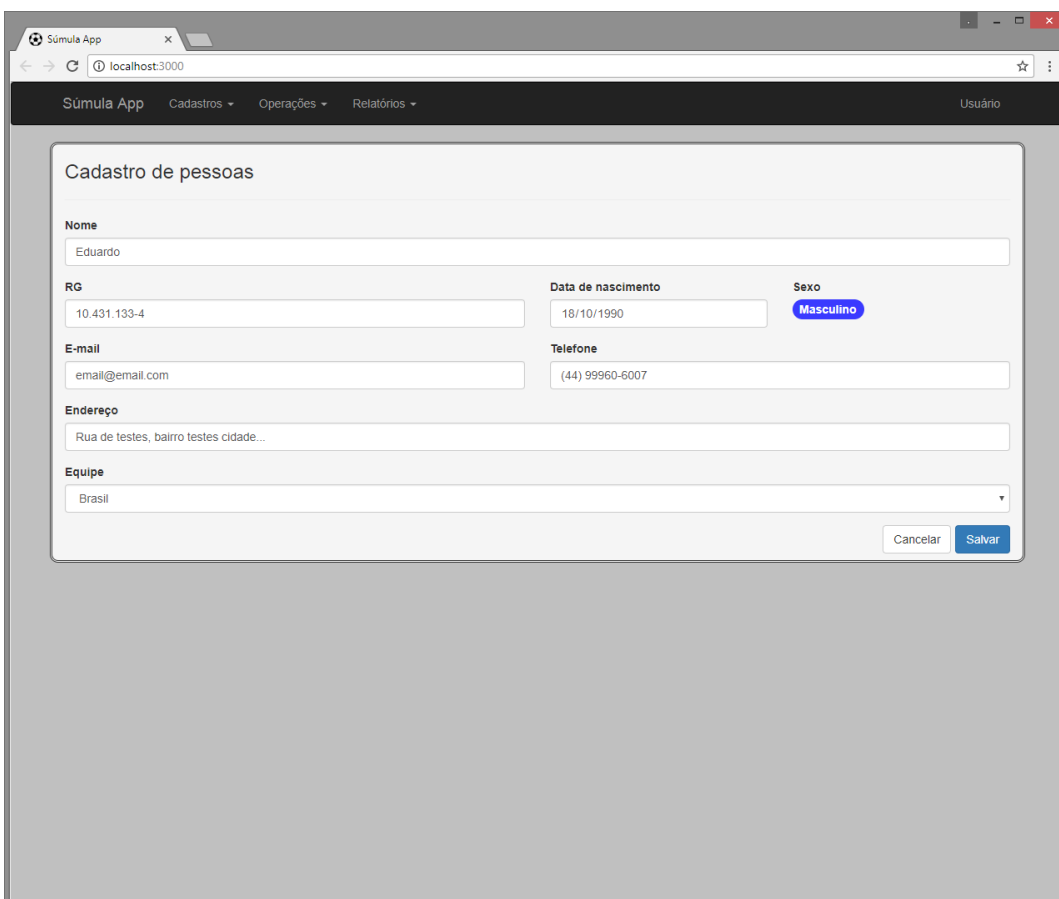 Súmula App
localhost:3000
Súmula App Cadastros Operações Relatórios Usuário
Cadastro de pessoas
Nome
Eduardo
RG Data de nascimento Sexo
10.431.133-4 18/10/1990 Masculino
E-mail Telefone
email@email.com (44) 99960-6007
Endereço
Rua de testes, bairro testes cidade...
Equipe
Brasil
Cancelar Salvar